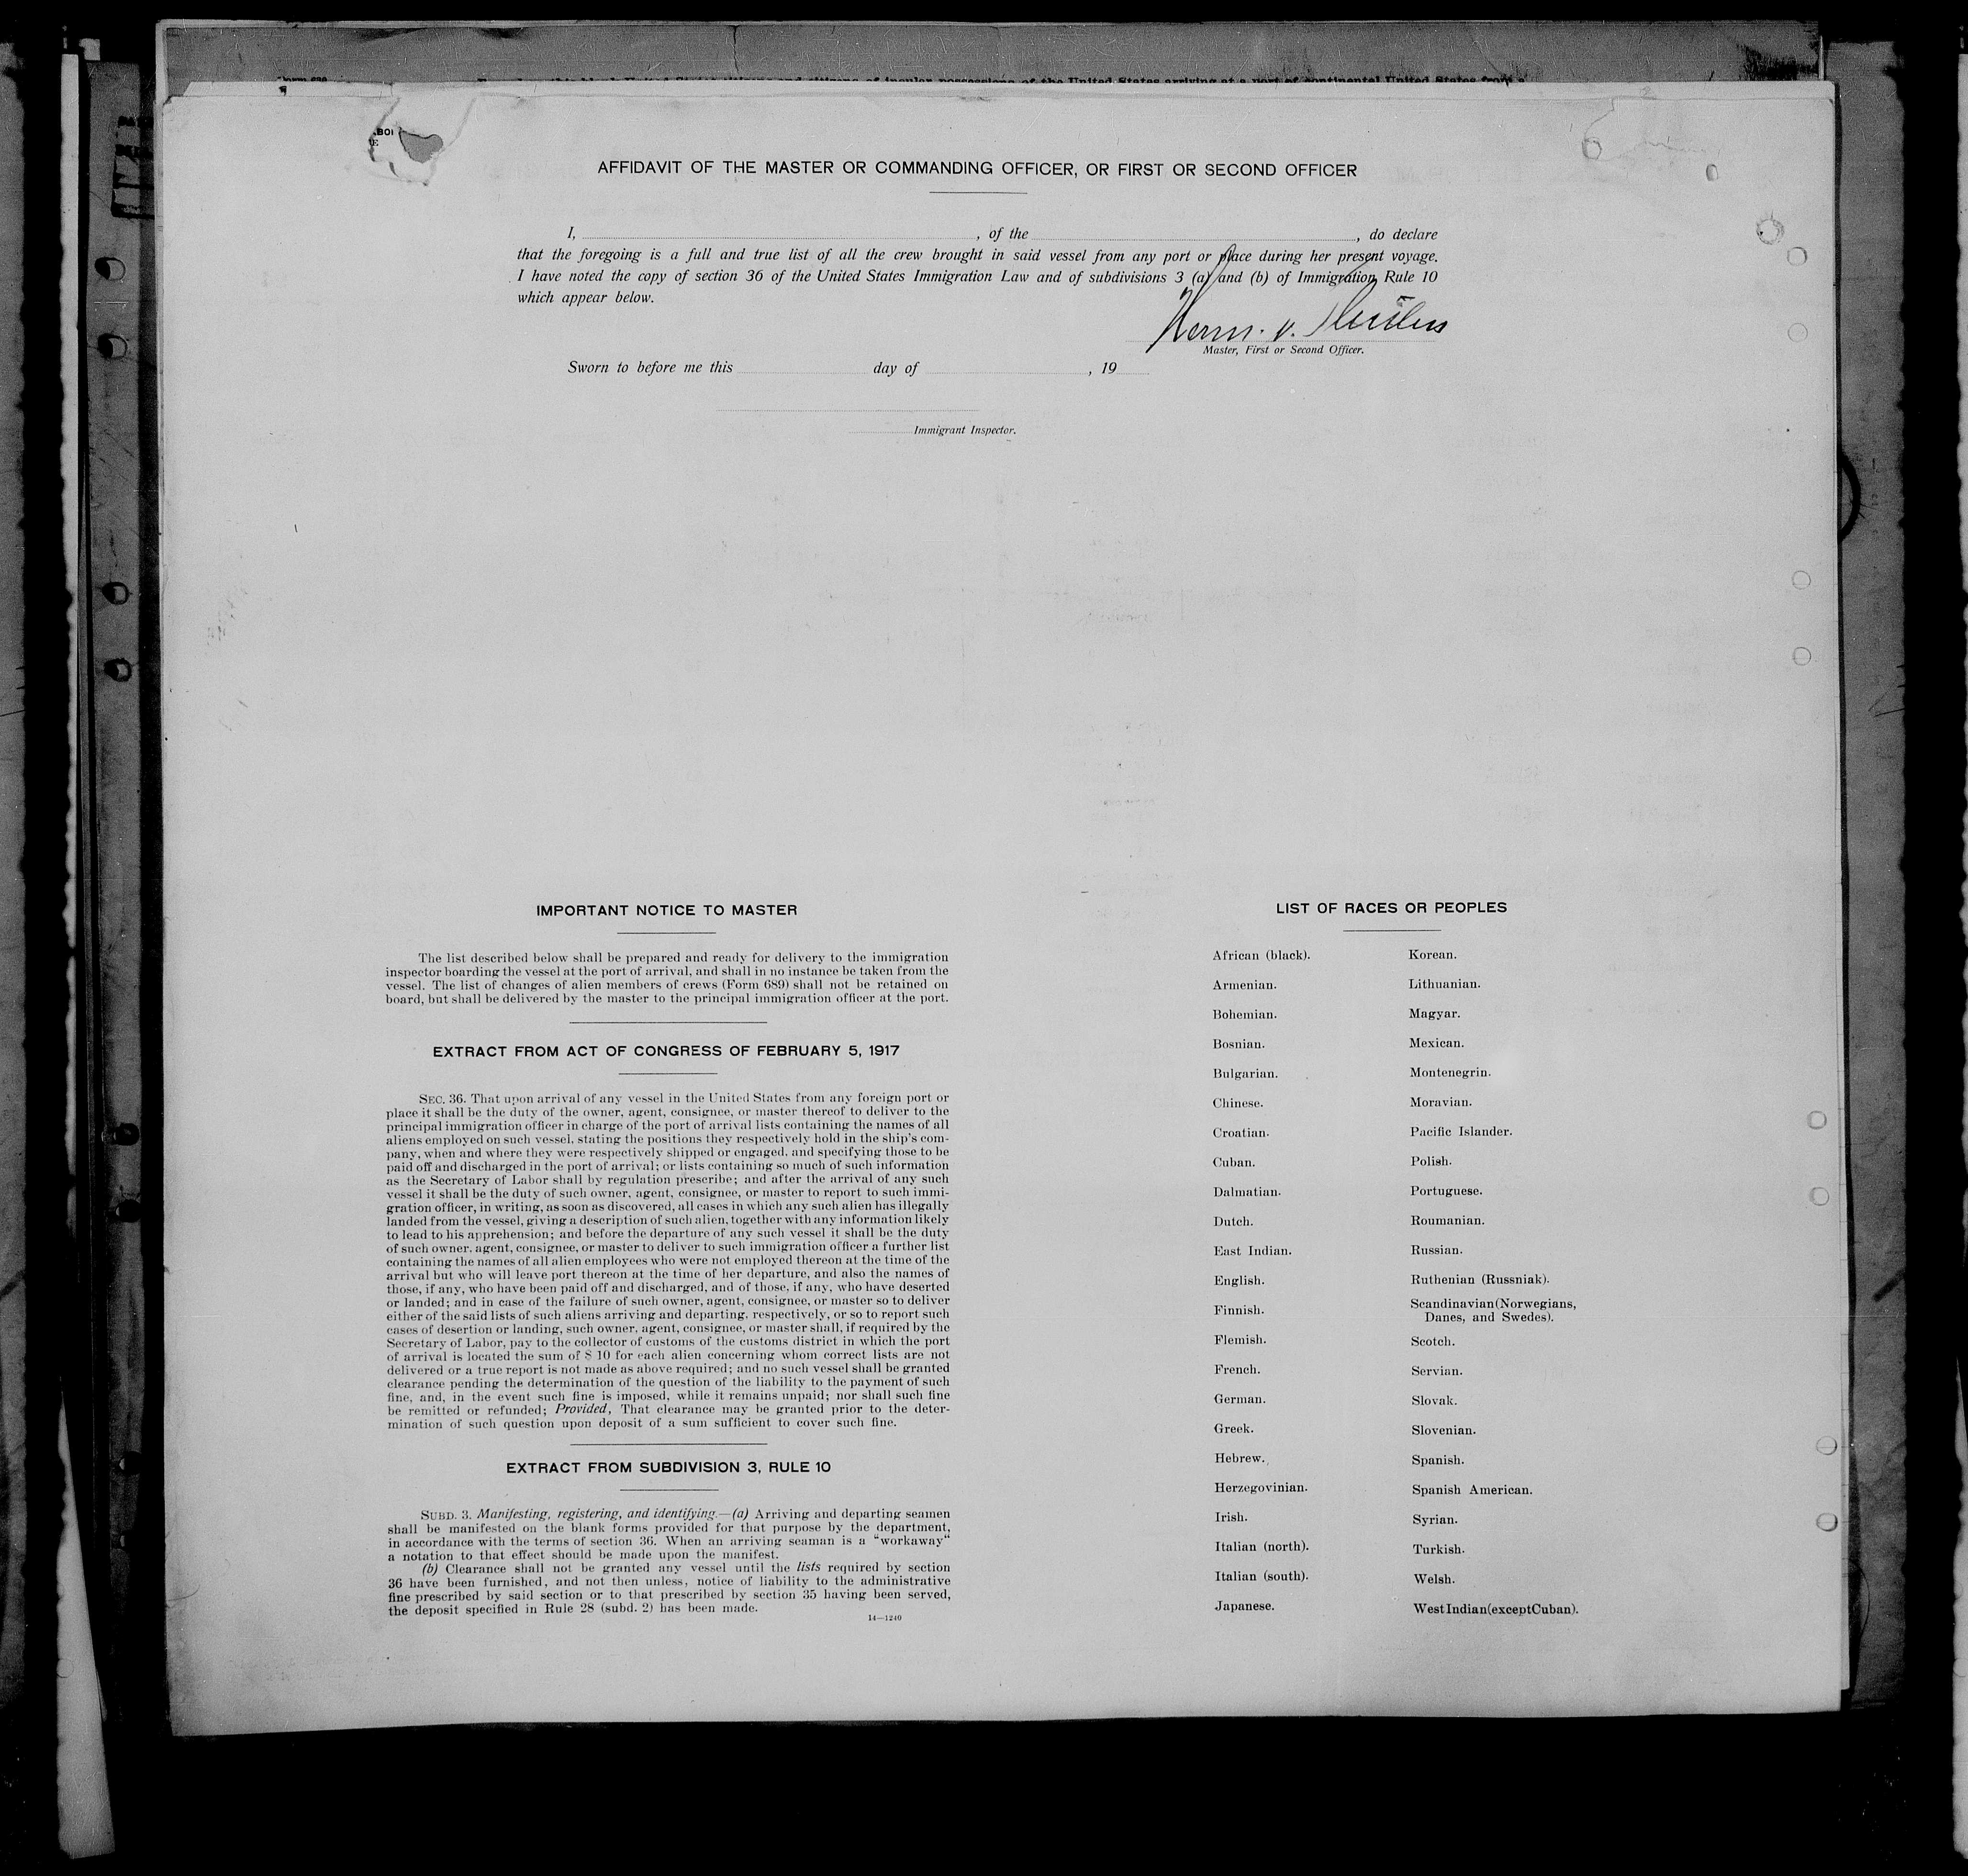 AFFIDAVIT OF THE MASTER OR COMMANDING OFFICER, OR FIRST OR SECOND OFFICER
I, , of the , do declare
that the foregoing is a full and true list of all the crew brought in said vessel from any port or place during her present voyage.
I have noted the copy of section 36 of the United States Immigration Law and of subdivisions 3 (a) and (b) of Immigration Rule 10
which appear below.
Herm. v.
Master, First or Second Officer.
Sworn to before me this day of , 19
Immigrant Inspector.
IMPORTANT NOTICE TO MASTER
The list described below shall be prepared and ready for delivery to the immigration
inspector boarding the vessel at the port of arrival, and shall in no instance be taken from the
vessel. The list of changes of alien members of crews (Form 689) shall not be retained on
board, but shall be delivered by the master to the principal immigration officer at the port.
EXTRACT FROM ACT OF CONGRESS OF FEBRUARY 5, 1917
SEC. 36. That upon arrival of any vessel in the United States from any foreign port or
place it shall be the duty of the owner, agent, consignee, or master thereof to deliver to the
principal immigration officer in charge of the port of arrival lists containing the names of all
aliens employed on such vessel, stating the positions they respectively hold in the ship's com-
pany, when and where they were respectively shipped or engaged, and specifying those to be
paid off and discharged in the port of arrival; or lists containing so much of such information
as the Secretary of Labor shall by regulation prescribe; and after the arrival of any such
vessel it shall be the duty of such owner, agent, consignee, or master to report to such immi-
gration officer, in writing, as soon as discovered, all cases in which any such alien has illegally
landed from the vessel, giving a description of such alien, together with any information likely
to lead to his apprehension; and before the departure of any such vessel it shall be the duty
of such owner, agent, consignee, or master to deliver to such immigration officer a further list
containing the names of all alien employees who were not employed thereon at the time of the
arrival but who will leave port thereon at the time of her departure, and also the names of
those, if any, who have been paid off and discharged, and of those, if any, who have deserted
or landed; and in case of the failure of such owner, agent, consignee, or master so to deliver
either of the said lists of such aliens arriving and departing, respectively, or so to report such
cases of desertion or landing, such owner, agent, consignee, or master shall, if required by the
Secretary of Labor, pay to the collector of customs of the customs district in which the port
of arrival is located the sum of $ 10 for each alien concerning whom correct lists are not
delivered or a true report is not made as above required; and no such vessel shall be granted
clearance pending the determination of the question of the liability to the payment of such
fine, and, in the event such fine is imposed, while it remains unpaid; nor shall such fine
be remitted or refunded; Provided, That clearance may be granted prior to the deter-
mination of such question upon deposit of a sum sufficient to cover such fine.
EXTRACT FROM SUBDIVISION 3, RULE 10
SUBD. 3. Manifesting, registering, and identifying.—(a) Arriving and departing seamen
shall be manifested on the blank forms provided for that purpose by the department,
in accordance with the terms of section 36. When an arriving seaman is a “workaway“
a notation to that effect should be made upon the manifest.
(b) Clearance shall not be granted any vessel until the lists required by section
36 have been furnished, and not then unless, notice of liability to the administrative
fine prescribed by said section or to that prescribed by section 35 having been served,
the deposit specified in Rule 28 (subd. 2) has been made.
14—1240
LIST OF RACES OR PEOPLES
African (black).
Armenian.
Bohemian.
Bosnian.
Bulgarian.
Chinese.
Croatian.
Cuban.
Dalmatian.
Dutch.
East Indian.
English.
Finnish.
Flemish.
French.
German.
Greek.
Hebrew.
Herzegovinian.
Irish.
Italian (north).
Italian (south).
Japanese.
Korean.
Lithuanian.
Magyar.
Mexican.
Montenegrin.
Moravian.
Pacific Islander.
Polish.
Portuguese.
Roumanian.
Russian.
Ruthenian (Russniak).
Scandinavian(Norwegians,
Danes, and Swedes).
Scotch.
Servian.
Slovak.
Slovenian.
Spanish.
Spanish American.
Syrian.
Turkish.
Welsh.
West Indian(exceptCuban).